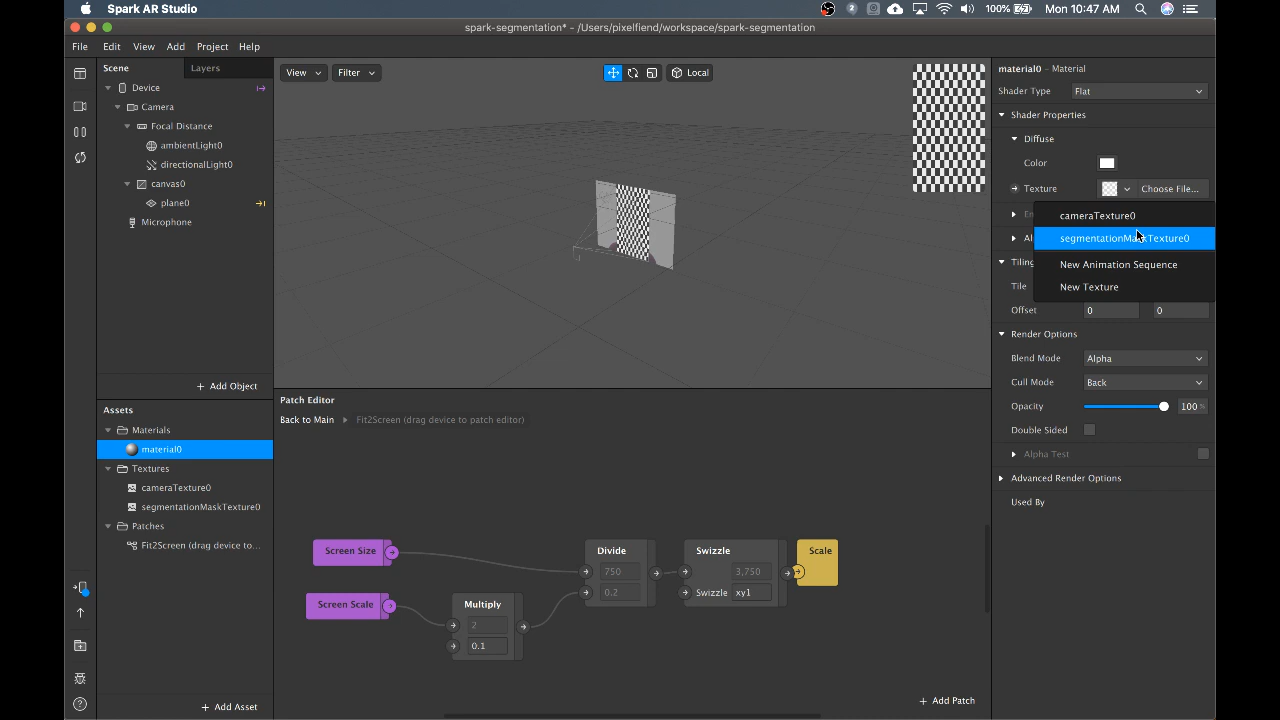 Spark AR Studio
100%
Mon 10:47 AM
spark-segmentation* - /Users/pixelfiend/workspace/spark-segmentation
File Edit View Add Project Help
Scene Layers
Device
Camera
Focal Distance
ambientLight0
directionalLight0
canvas0
plane0
Microphone
+ Add Object
Assets
Materials
material0
Textures
cameraTexture0
segmentationMaskTexture0
Patches
Fit2Screen (drag device to...
+ Add Asset
View Filter Local
Patch Editor
Back to Main Fit2Screen (drag device to patch editor)
Screen Size
Screen Scale
Multiply
2
0.1
Divide
750
0.2
Swizzle
3,750
Swizzle xy1
Scale
+ Add Patch
material0 – Material
Shader Type Flat
Shader Properties
Diffuse
Color
Texture Choose File...
cameraTexture0
segmentationMaskTexture0
New Animation Sequence
New Texture
Tiling
Tile
Offset 0 0
Render Options
Blend Mode Alpha
Cull Mode Back
Opacity 100 %
Double Sided
Alpha Test
Advanced Render Options
Used By